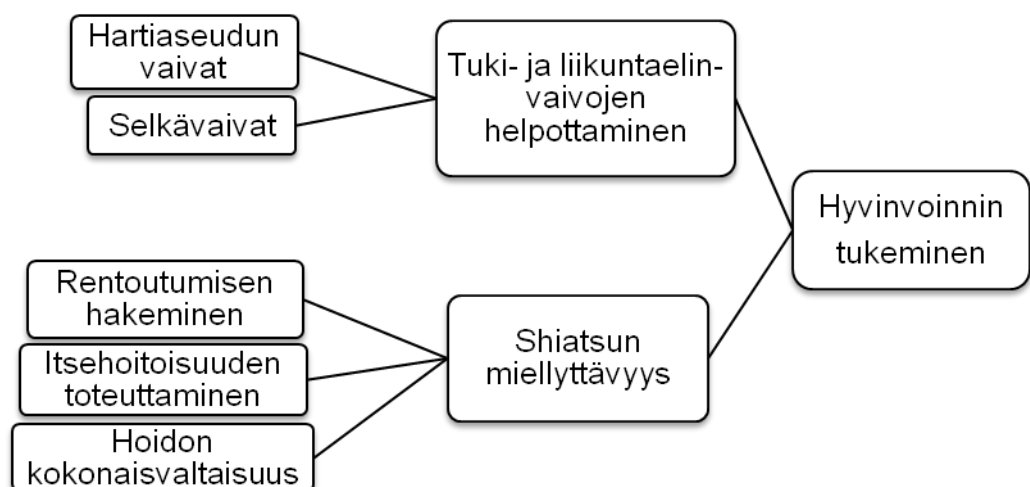 Hartiaseudun
vaivat
Selkävaivat
Tuki- ja liikuntaelin-
vaivojen
helpottaminen
Hyvinvoinnin
tukeminen
Rentoutumisen
hakeminen
Itsehoitoisuuden
toteuttaminen
Hoidon
kokonaisvaltaisuus
Shiatsun
miellyttävyys